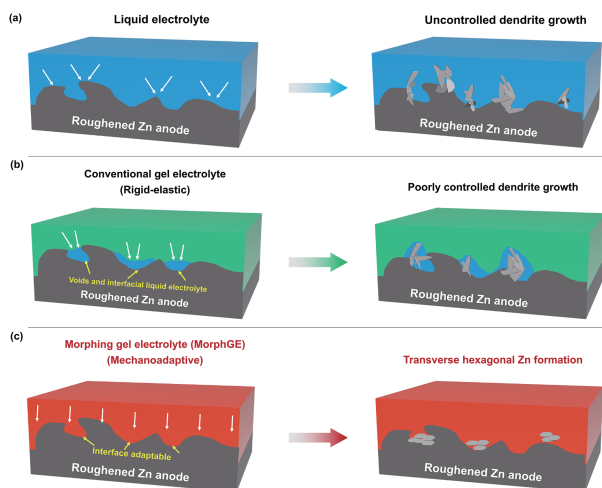 (a)
Liquid electrolyte
Uncontrolled dendrite growth
Roughened Zn anode
Roughened Zn anode
(b)
Conventional gel electrolyte
(Rigid-elastic)
Poorly controlled dendrite growth
Voids and interfacial liquid electrolyte
Roughened Zn anode
Roughened Zn anode
(c)
Morphing gel electrolyte (MorphGE)
(Mechanoadaptive)
Transverse hexagonal Zn formation
Interface adaptable
Roughened Zn anode
Roughened Zn anode